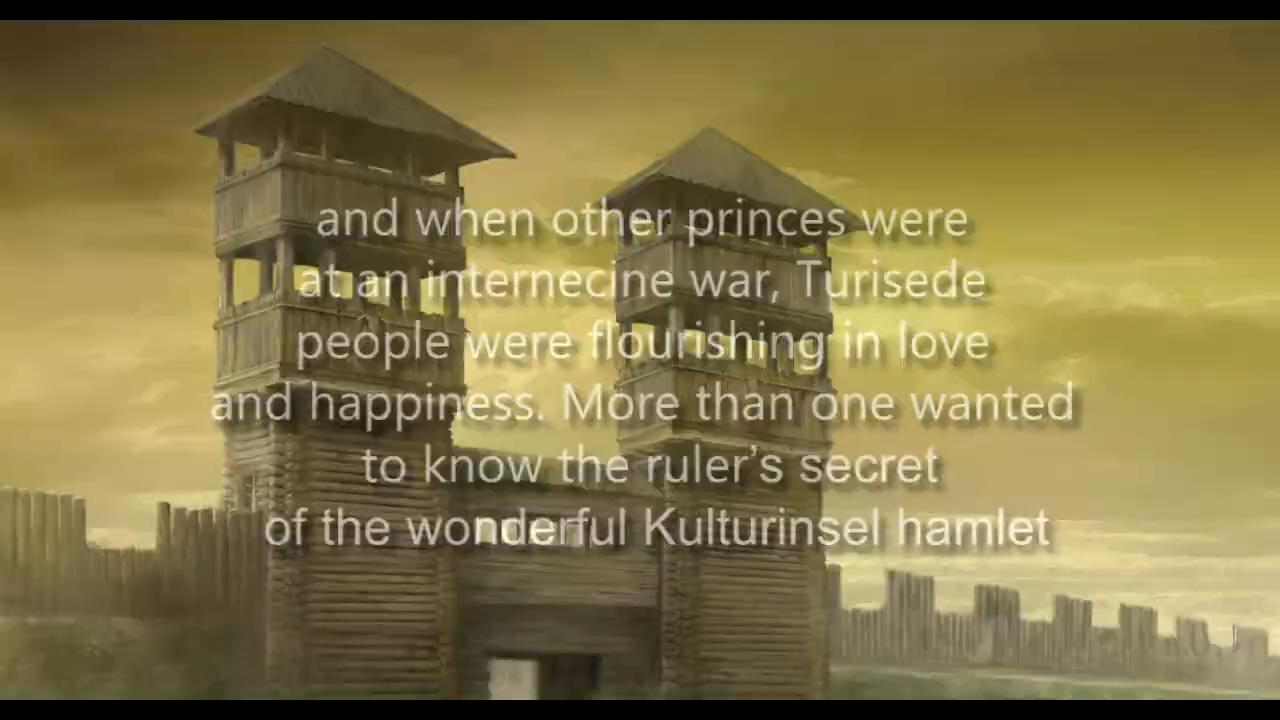 and when other princes were
at an internecine war, Turisede
people were flourishing in love
and happiness. More than one wanted
to know the ruler’s secret
of the wonderful Kulturinsel hamlet